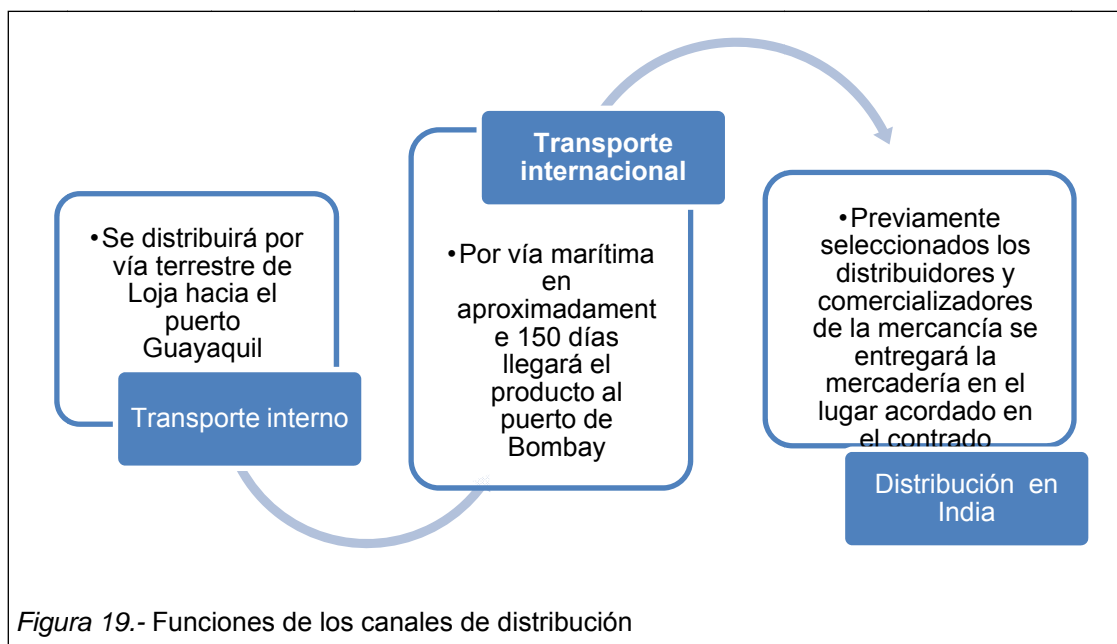 •Se distribuirá por
vía terrestre de
Loja hacia el
puerto
Guayaquil
Transporte interno
Transporte
internacional
•Por vía marítima
en
aproximadament
e 150 días
llegará el
producto al
puerto de
Bombay
•Previamente
seleccionados los
distribuidores y
comercializadores
de la mercancía se
entregará la
mercadería en el
lugar acordado en
el contrado
Distribución en
India
Figura 19.- Funciones de los canales de distribución